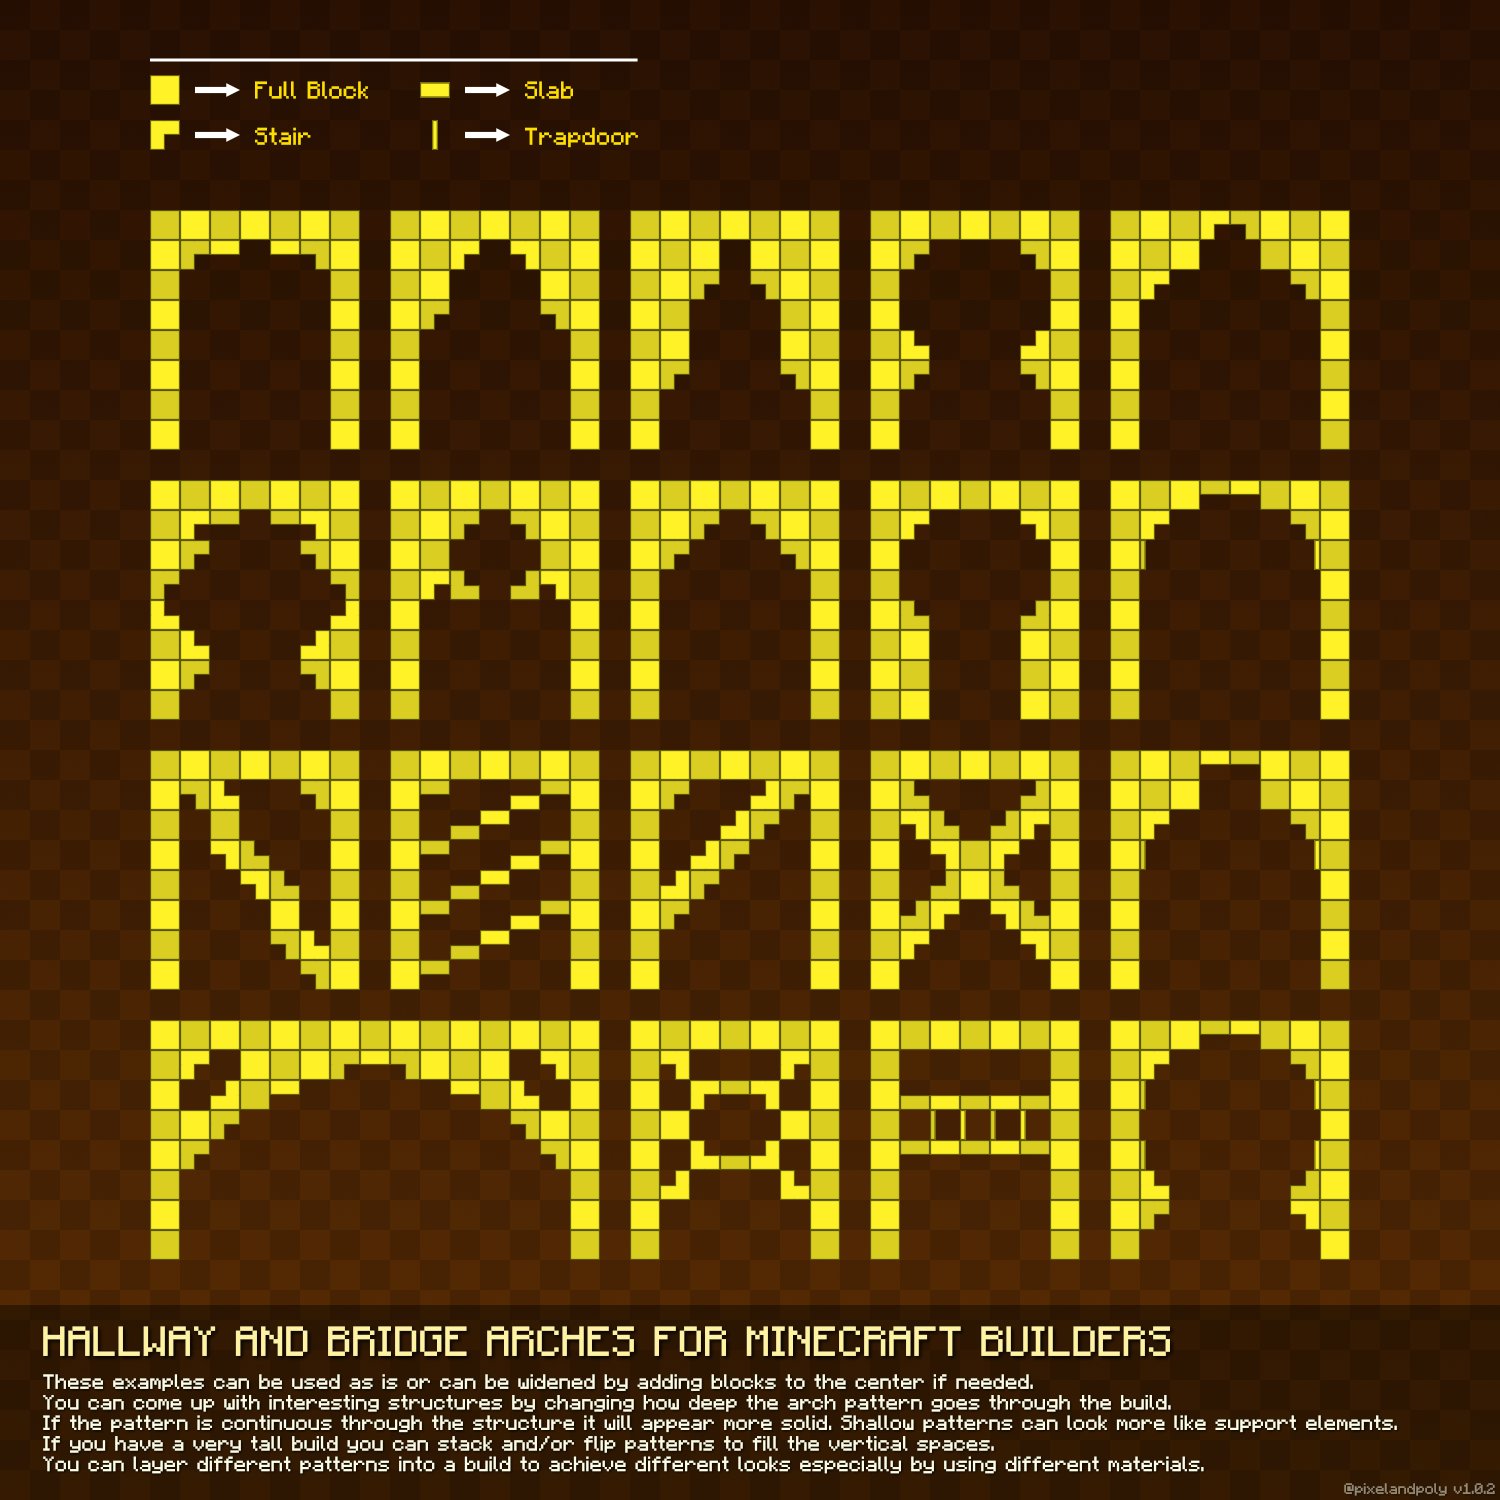 Full Block
Slab
Stair
Trapdoor
HALLWAY AND BRIDGE ARCHES FOR MINECRAFT BUILDERS
These examples can be used as is or can be widened by adding blocks to the center if needed.
You can come up with interesting structures by changing how deep the arch pattern goes through the build.
If the pattern is continuous through the structure it will appear more solid. Shallow patterns can look more like support elements.
If you have a very tall build you can stack and/or flip patterns to fill the vertical spaces.
You can layer different patterns into a build to achieve different looks especially by using different materials.
@pixelandpoly v1.0.2